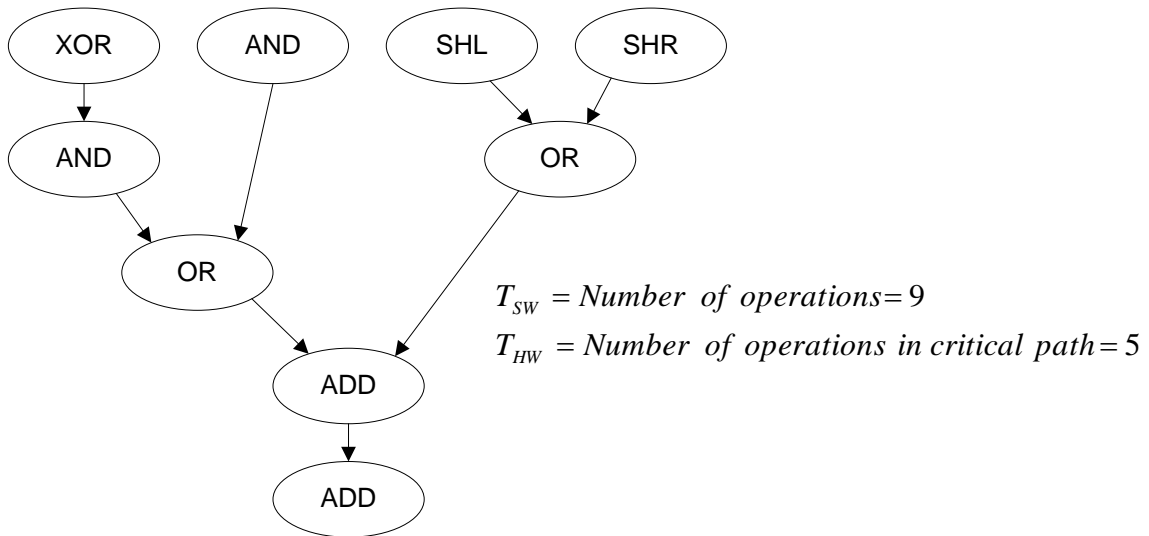 XOR AND SHL SHR
AND OR
OR
T_SW = Number of operations= 9
T_HW = Number of operations in critical path= 5
ADD
ADD